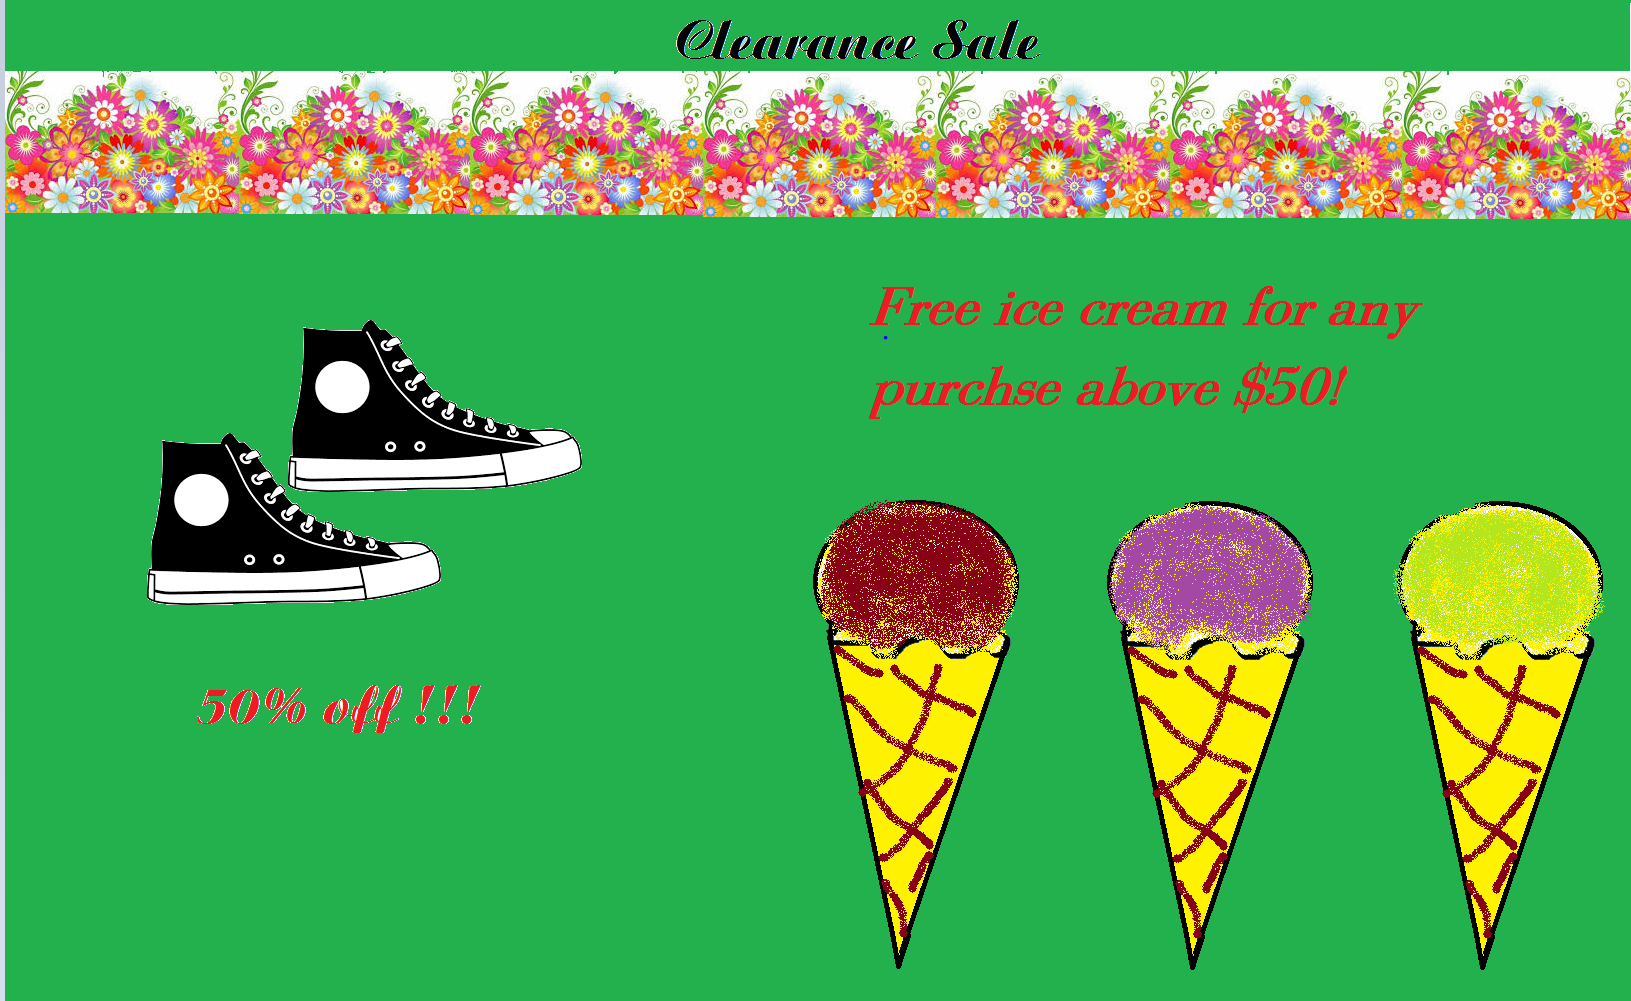 Clearance Sale
Free ice cream for any
purchse above $50!
50% off !!!